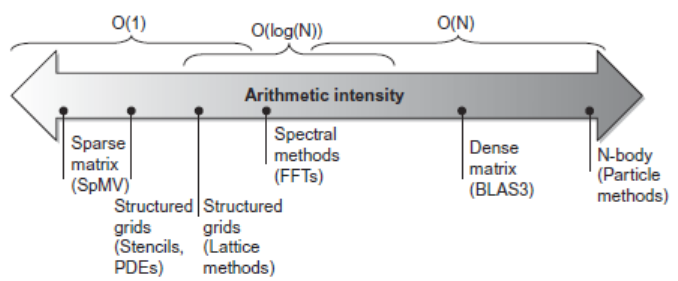 O(1)
O(log(N))
O(N)
Arithmetic intensity
Sparse
matrix
(SpMV)
Structured
grids
(Stencils,
PDEs)
Structured
grids
(Lattice
methods)
Spectral
methods
(FFTs)
Dense
matrix
(BLAS3)
N-body
(Particle
methods)